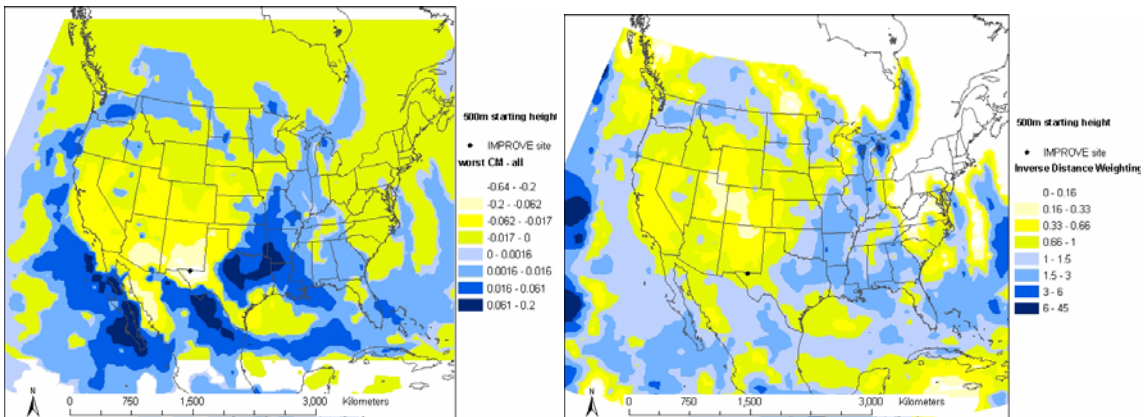 500m starting height
IMPROVE site
worst CM - all
-0.64 - -0.2
-0.2 - -0.062
-0.062 - -0.017
-0.017 - 0
0 - 0.0016
0.0016 - 0.016
0.016 - 0.061
0.061 - 0.2
N
0 750 1,500 3,000 Kilometers
500m starting height
IMPROVE site
Inverse Distance Weighting
0 - 0.16
0.16 - 0.33
0.33 - 0.66
0.66 - 1
1 - 1.5
1.5 - 3
3 - 6
6 - 45
N
0 750 1,500 3,000 Kilometers